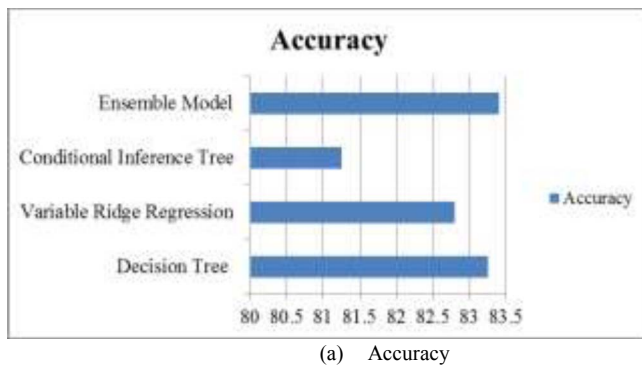 Accuracy
Ensemble Model
Conditional Inference Tree
Variable Ridge Regression
Decision Tree
Accuracy
80 80.5 81 81.5 82 82.5 83 83.5
(a) Accuracy